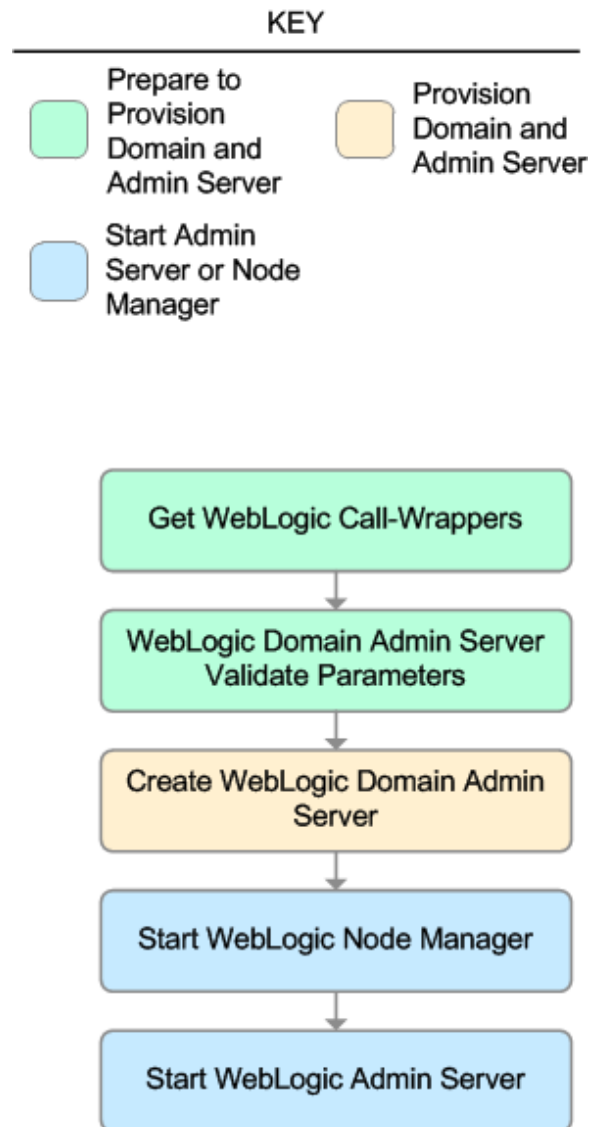 KEY
Prepare to
Provision
Domain and
Admin Server
Provision
Domain and
Admin Server
Start Admin
Server or Node
Manager
Get WebLogic Call-Wrappers
WebLogic Domain Admin Server
Validate Parameters
Create WebLogic Domain Admin
Server
Start WebLogic Node Manager
Start WebLogic Admin Server